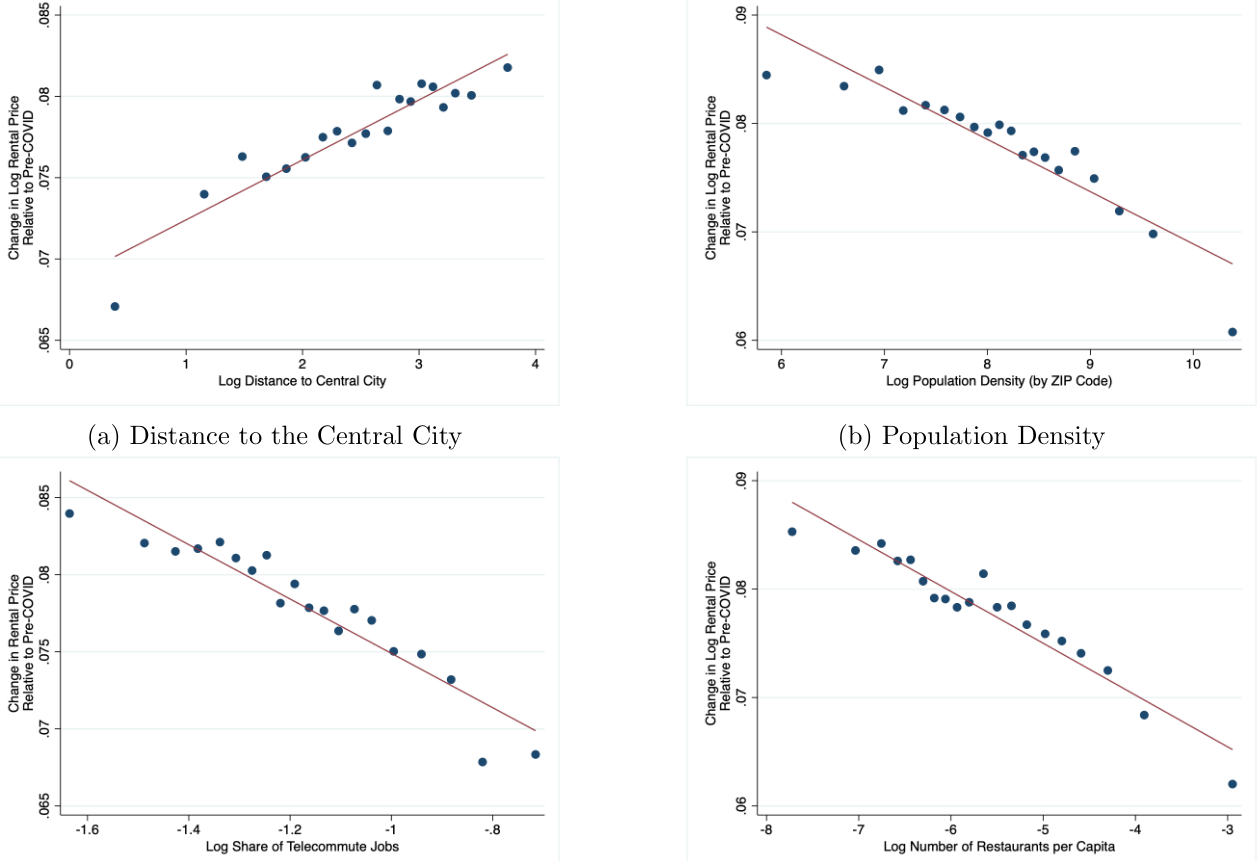 Change in Log Rental Price
Relative to Pre-COVID
.085
.08
.075
.07
.065
0 1 2 3 4
Log Distance to Central City
(a) Distance to the Central City
Change in Log Rental Price
Relative to Pre-COVID
.09
.08
.07
.06
6 7 8 9 10
Log Population Density (by ZIP Code)
(b) Population Density
Change in Rental Price
Relative to Pre-COVID
.085
.08
.075
.07
.065
-1.6 -1.4 -1.2 -1 -.8
Log Share of Telecommute Jobs
Change in Log Rental Price
Relative to Pre-COVID
.09
.08
.07
.06
-8 -7 -6 -5 -4 -3
Log Number of Restaurants per Capita